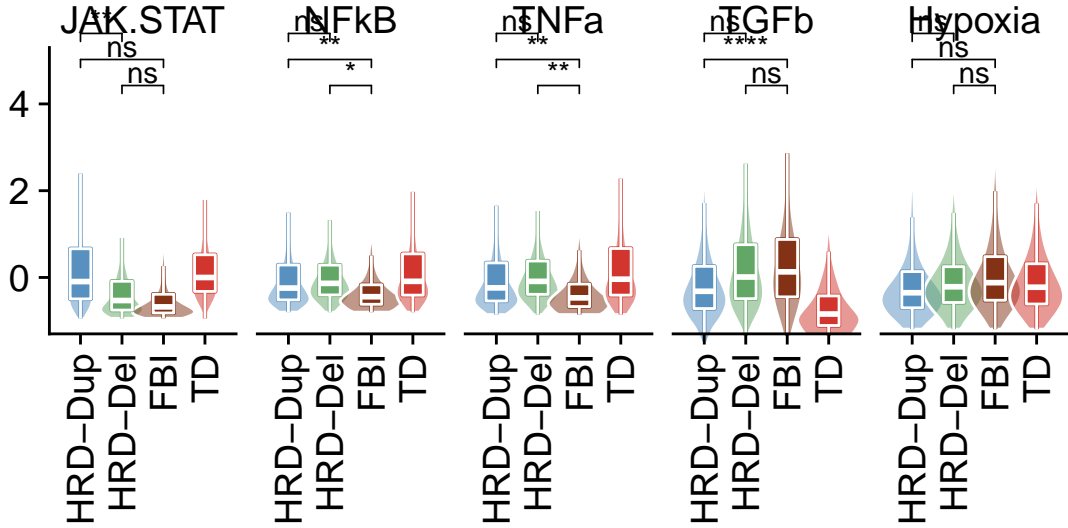 JAK.STAT
**
ns
ns
NFkB
ns
**
*
TNFa
ns
**
**
TGFb
ns
****
ns
Hypoxia
ns
ns
ns
4
2
0
HRD−Dup
HRD−Del
FBI
TD
HRD−Dup
HRD−Del
FBI
TD
HRD−Dup
HRD−Del
FBI
TD
HRD−Dup
HRD−Del
FBI
TD
HRD−Dup
HRD−Del
FBI
TD